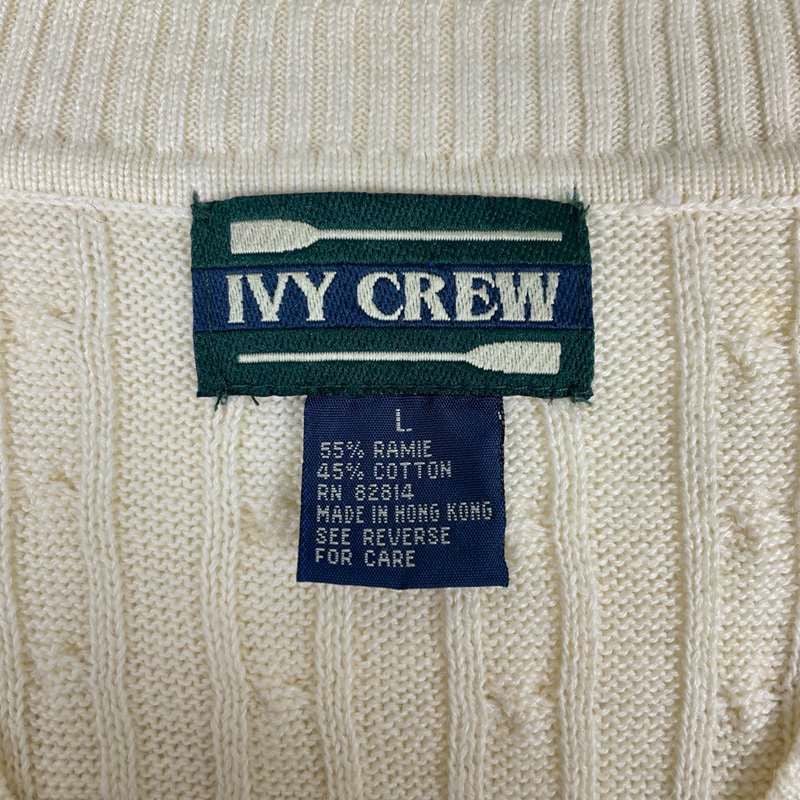 IVY CREW
L
55% RAMIE
45% COTTON
RN 82814
MADE IN HONG KONG
SEE REVERSE
FOR CARE